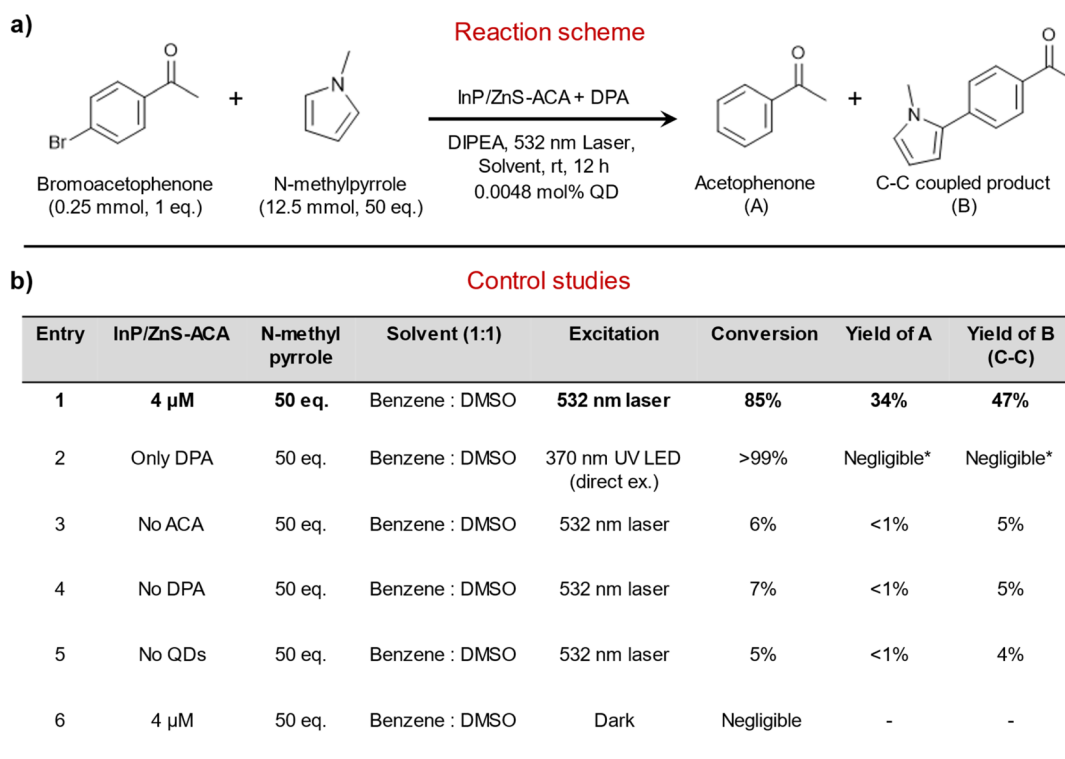 a)
Reaction scheme
O
Br
+
N
InP/ZnS-ACA + DPA
DIPEA, 532 nm Laser,
Solvent, rt, 12 h
0.0048 mol% QD
O
+
N
O
Bromoacetophenone
(0.25 mmol, 1 eq.)
N-methylpyrrole
(12.5 mmol, 50 eq.)
Acetophenone
(A)
C-C coupled product
(B)
b)
Control studies
Entry InP/ZnS-ACA N-methyl pyrrole Solvent (1:1) Excitation Conversion Yield of A Yield of B (C-C)
1 4 µM 50 eq. Benzene : DMSO 532 nm laser 85% 34% 47%
2 Only DPA 50 eq. Benzene : DMSO 370 nm UV LED (direct ex.) >99% Negligible* Negligible*
3 No ACA 50 eq. Benzene : DMSO 532 nm laser 6% <1% 5%
4 No DPA 50 eq. Benzene : DMSO 532 nm laser 7% <1% 5%
5 No QDs 50 eq. Benzene : DMSO 532 nm laser 5% <1% 4%
6 4 µM 50 eq. Benzene : DMSO Dark Negligible - -